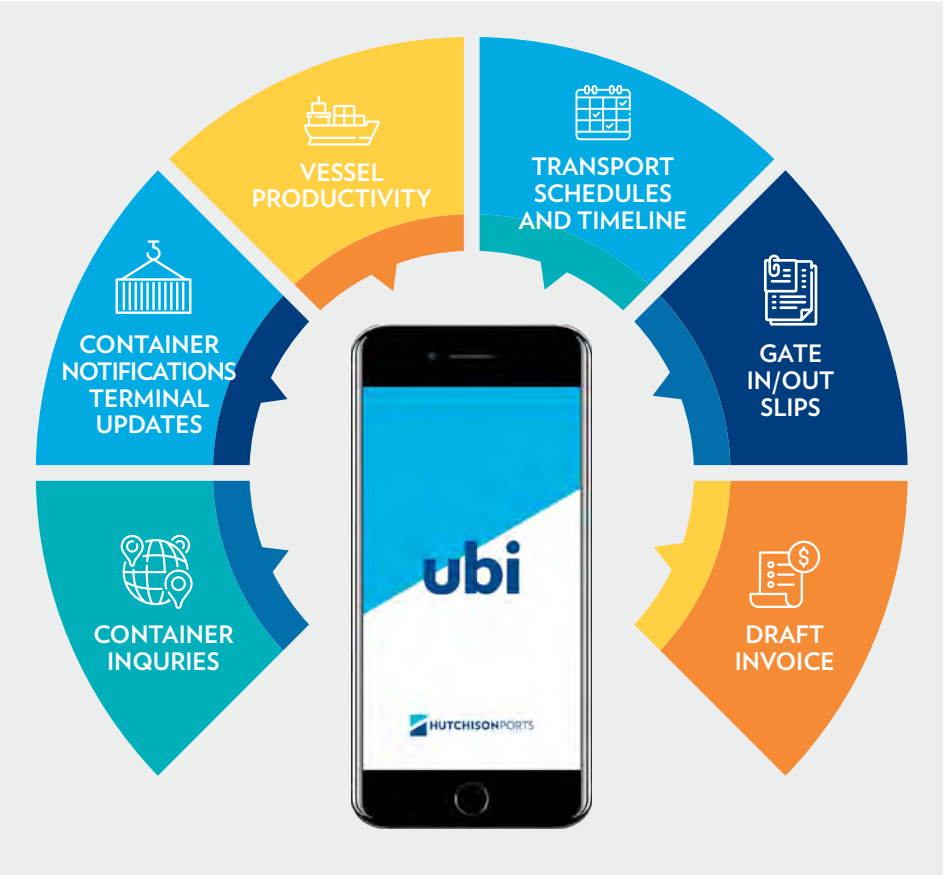 VESSEL
PRODUCTIVITY
TRANSPORT
SCHEDULES
AND TIMELINE
CONTAINER
NOTIFICATIONS
TERMINAL
UPDATES
GATE
IN/OUT
SLIPS
CONTAINER
INQURIES
DRAFT
INVOICE
$
ubi
HUTCHISONPORTS